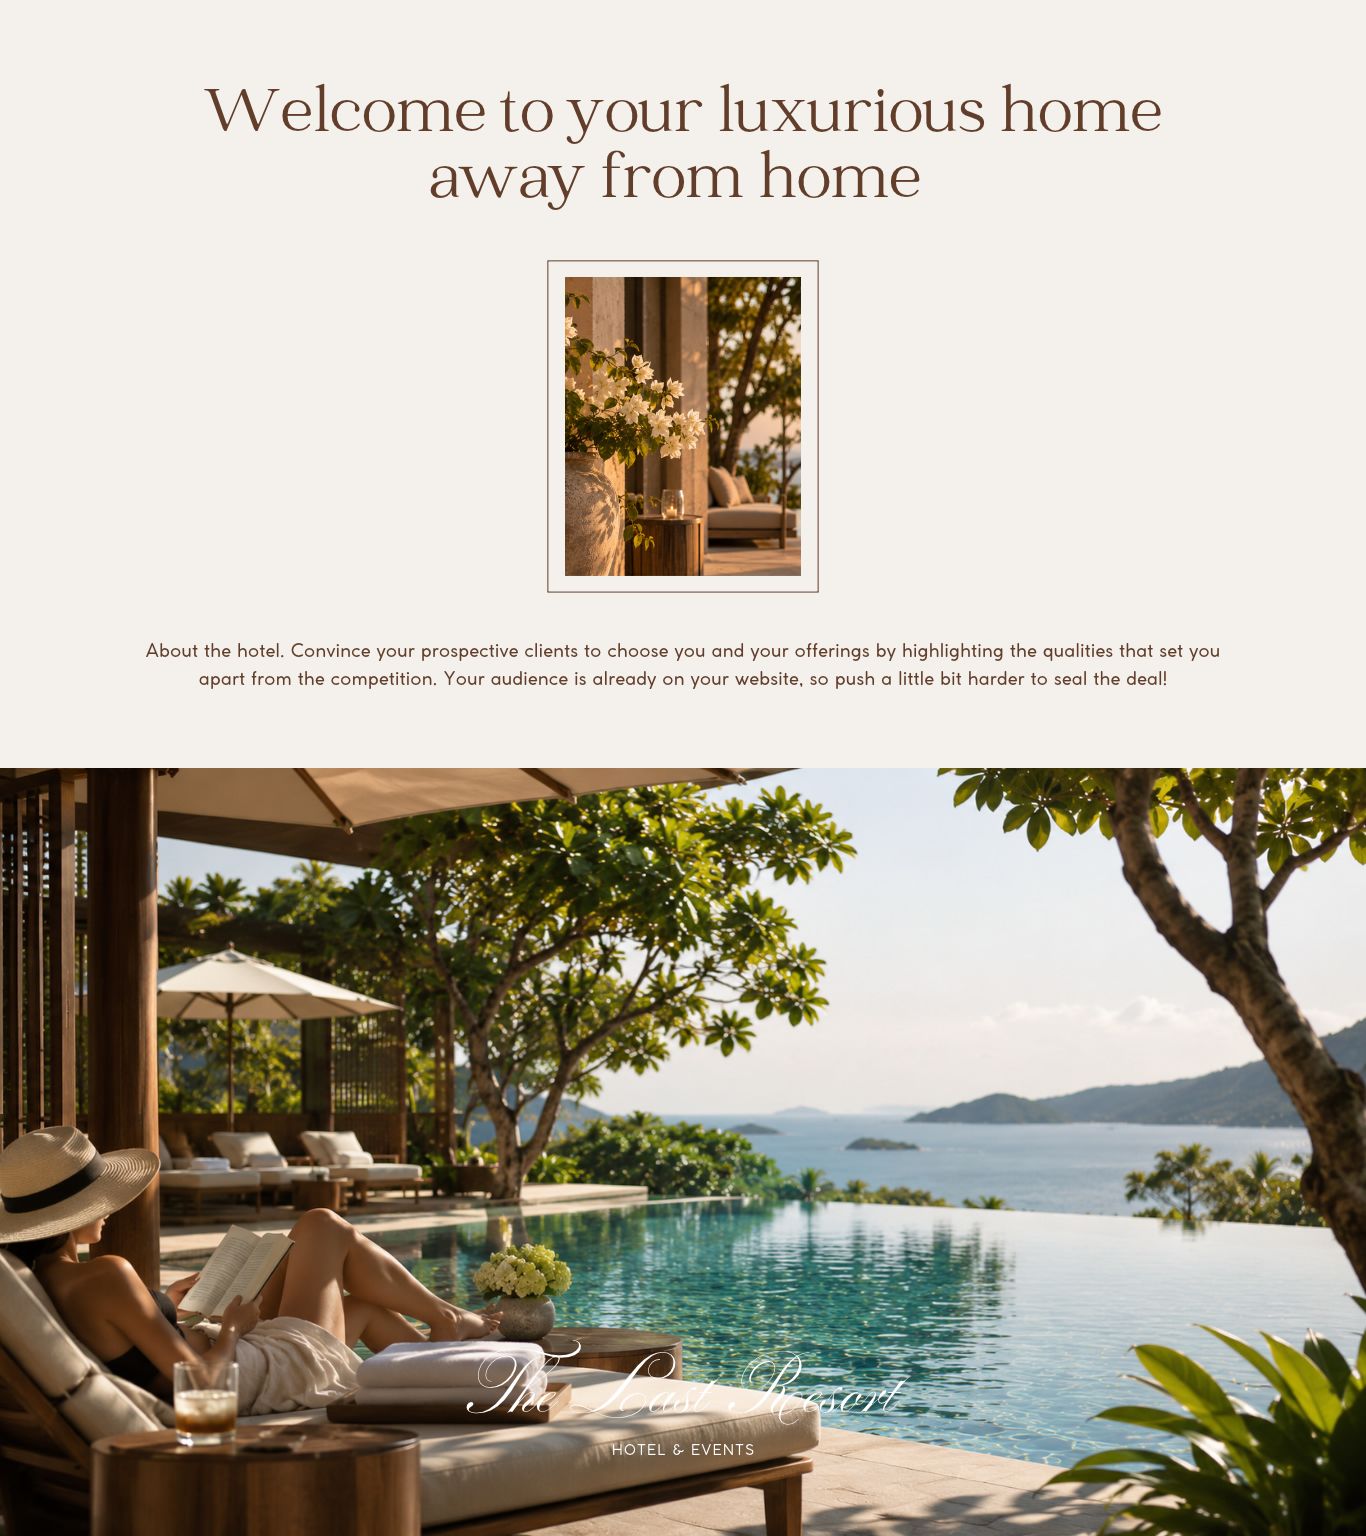 Welcome to your luxurious home
away from home
About the hotel. Convince your prospective clients to choose you and your offerings by highlighting the qualities that set you
apart from the competition. Your audience is already on your website, so push a little bit harder to seal the deal!
The Last Resort
HOTEL & EVENTS